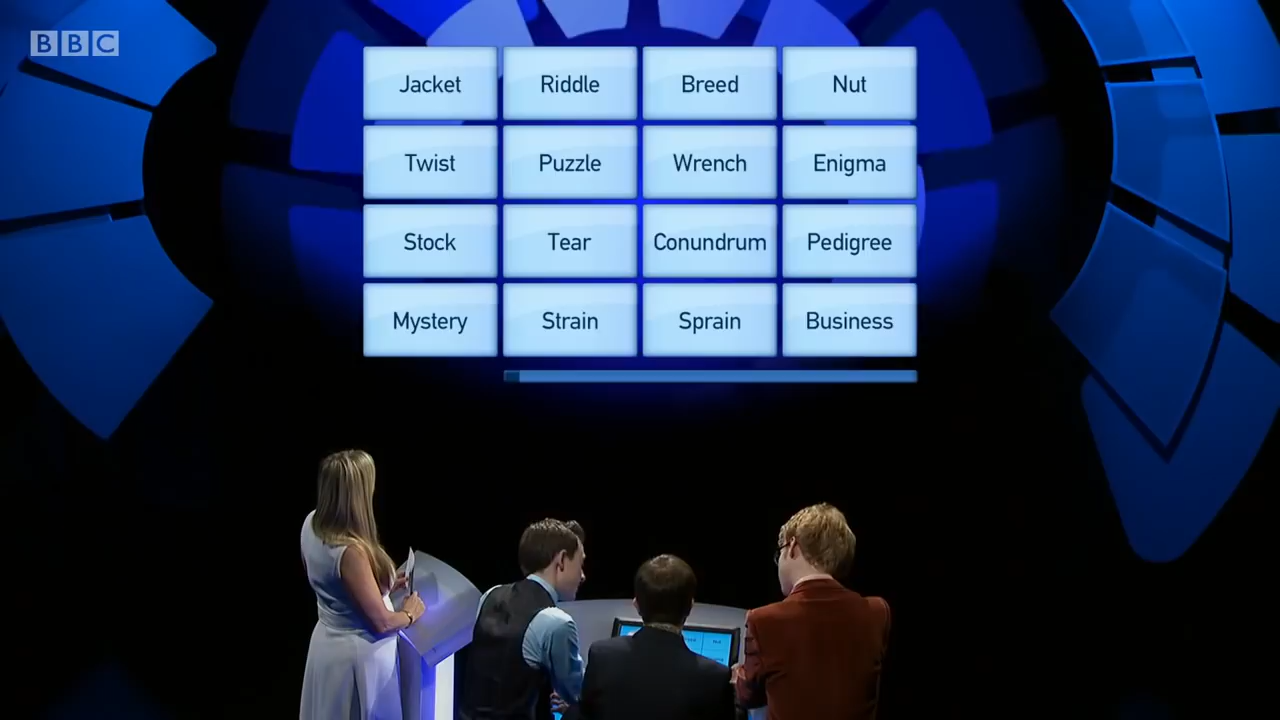 BBC
Jacket Riddle Breed Nut
Twist Puzzle Wrench Enigma
Stock Tear Conundrum Pedigree
Mystery Strain Sprain Business